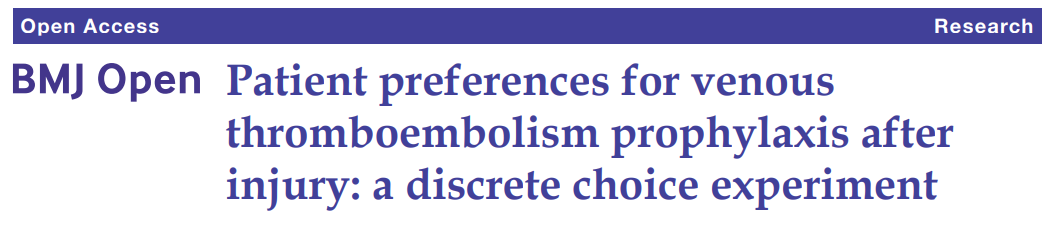 Open Access
Research
BMJ Open
Patient preferences for venous
thromboembolism prophylaxis after
injury: a discrete choice experiment